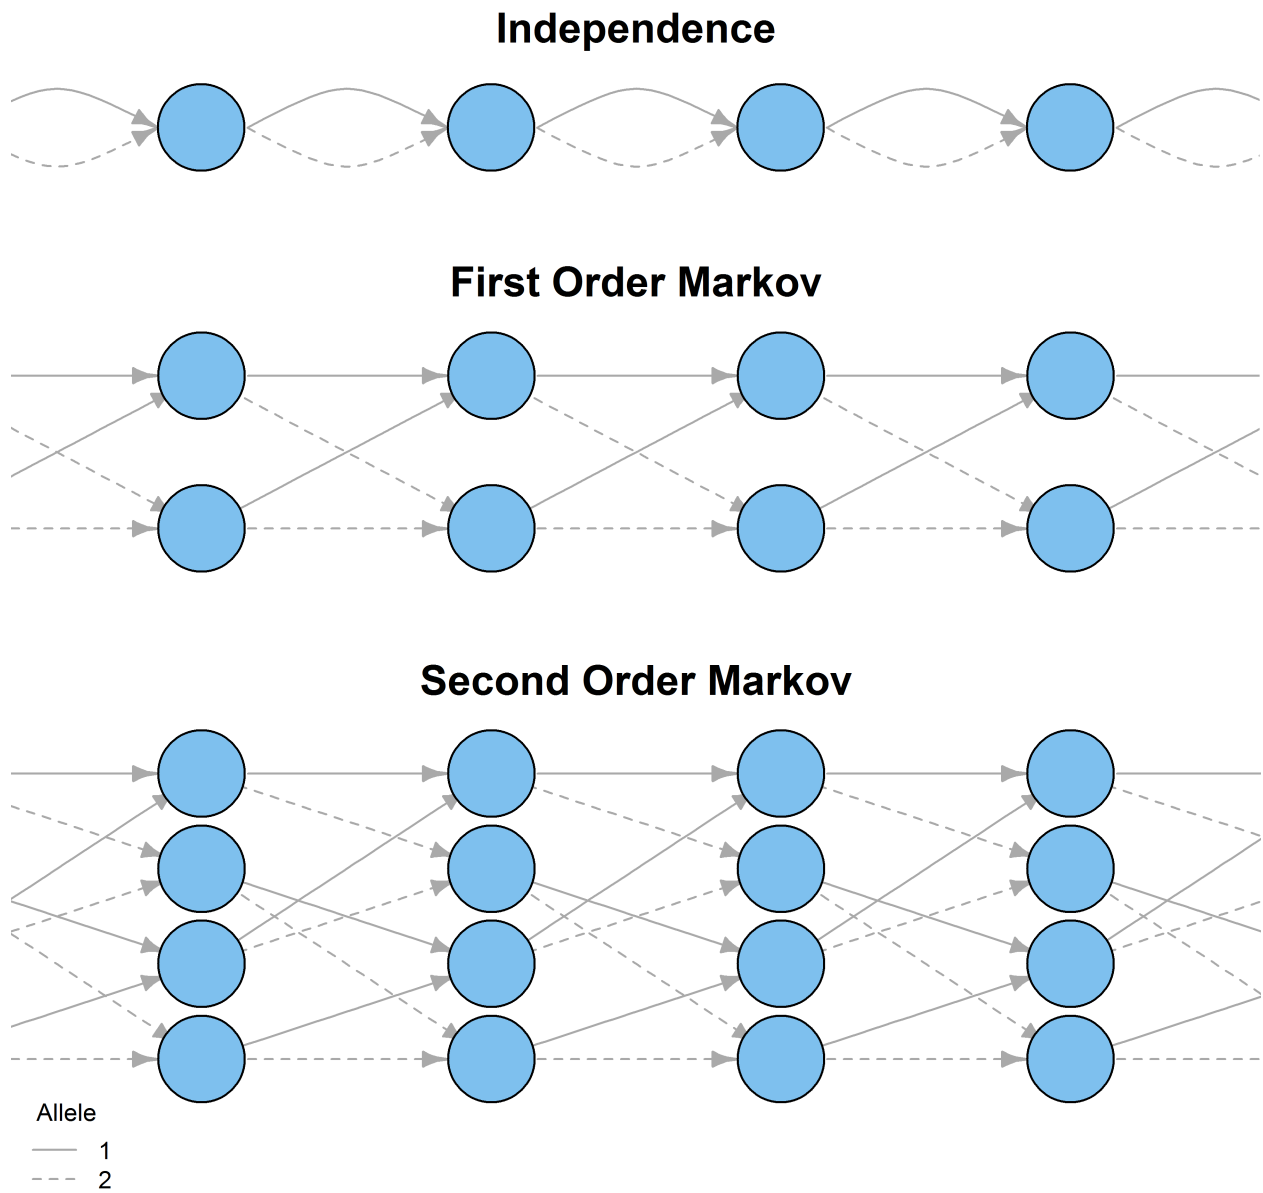 Independence
First Order Markov
Second Order Markov
Allele
1
2